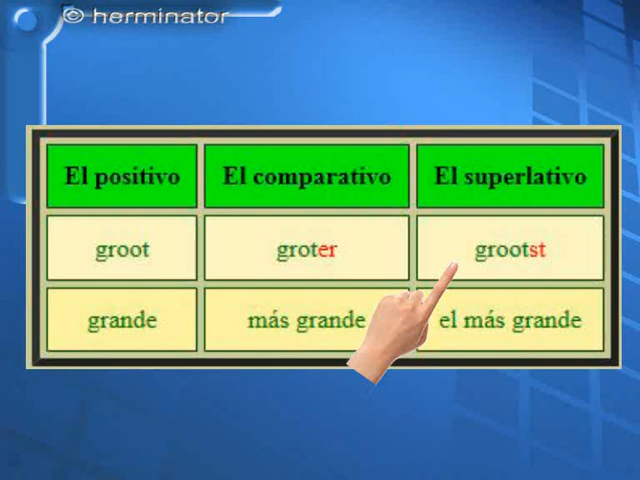 © herminator
El positivo El comparativo El superlativo
groot groter grootst
grande más grande el más grande